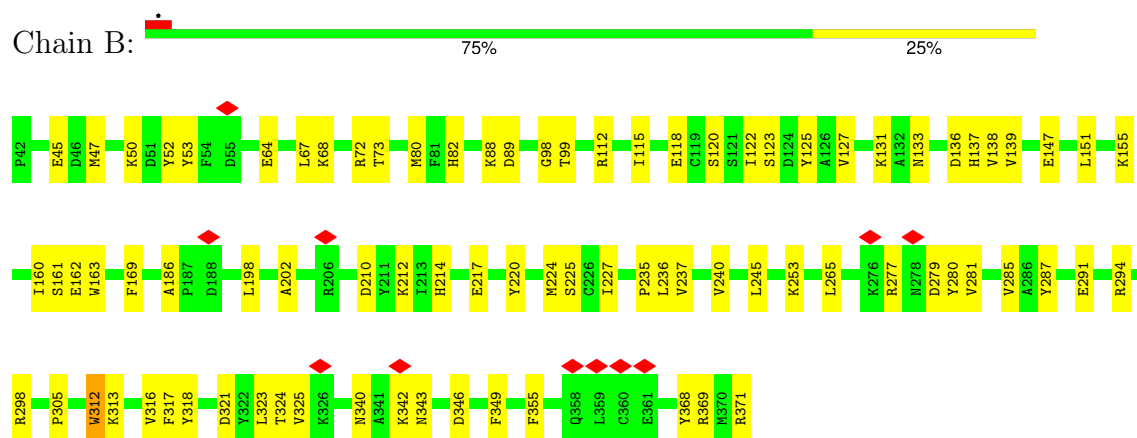 Chain B:
75% 25%
P42 E45 D46 M47 K50 D51 Y52 Y53 F54 D55 E64 L67 K68 R72 T73 M80 F81 H82 K88 D89 G98 T99 R112 I115 E118 C119 S120 S121 I122 S123 D124 Y125 A126 V127 K131 A132 N133 D136 H137 V138 V139 E147 L151 K155
I160 S161 E162 W163 F169 A186 P187 D188 L198 A202 R206 D210 Y211 K212 I213 H214 E217 Y220 M224 S225 C226 I227 P235 L236 V237 V240 L245 K253 L265 K276 R277 N278 D279 Y280 V281 V285 A286 Y287 E291 R294
R298 P305 W312 K313 V316 F317 Y318 D321 Y322 L323 T324 V325 K326 N340 A341 K342 N343 D346 F349 F355 Q358 L359 C360 E361 Y368 R369 M370 R371